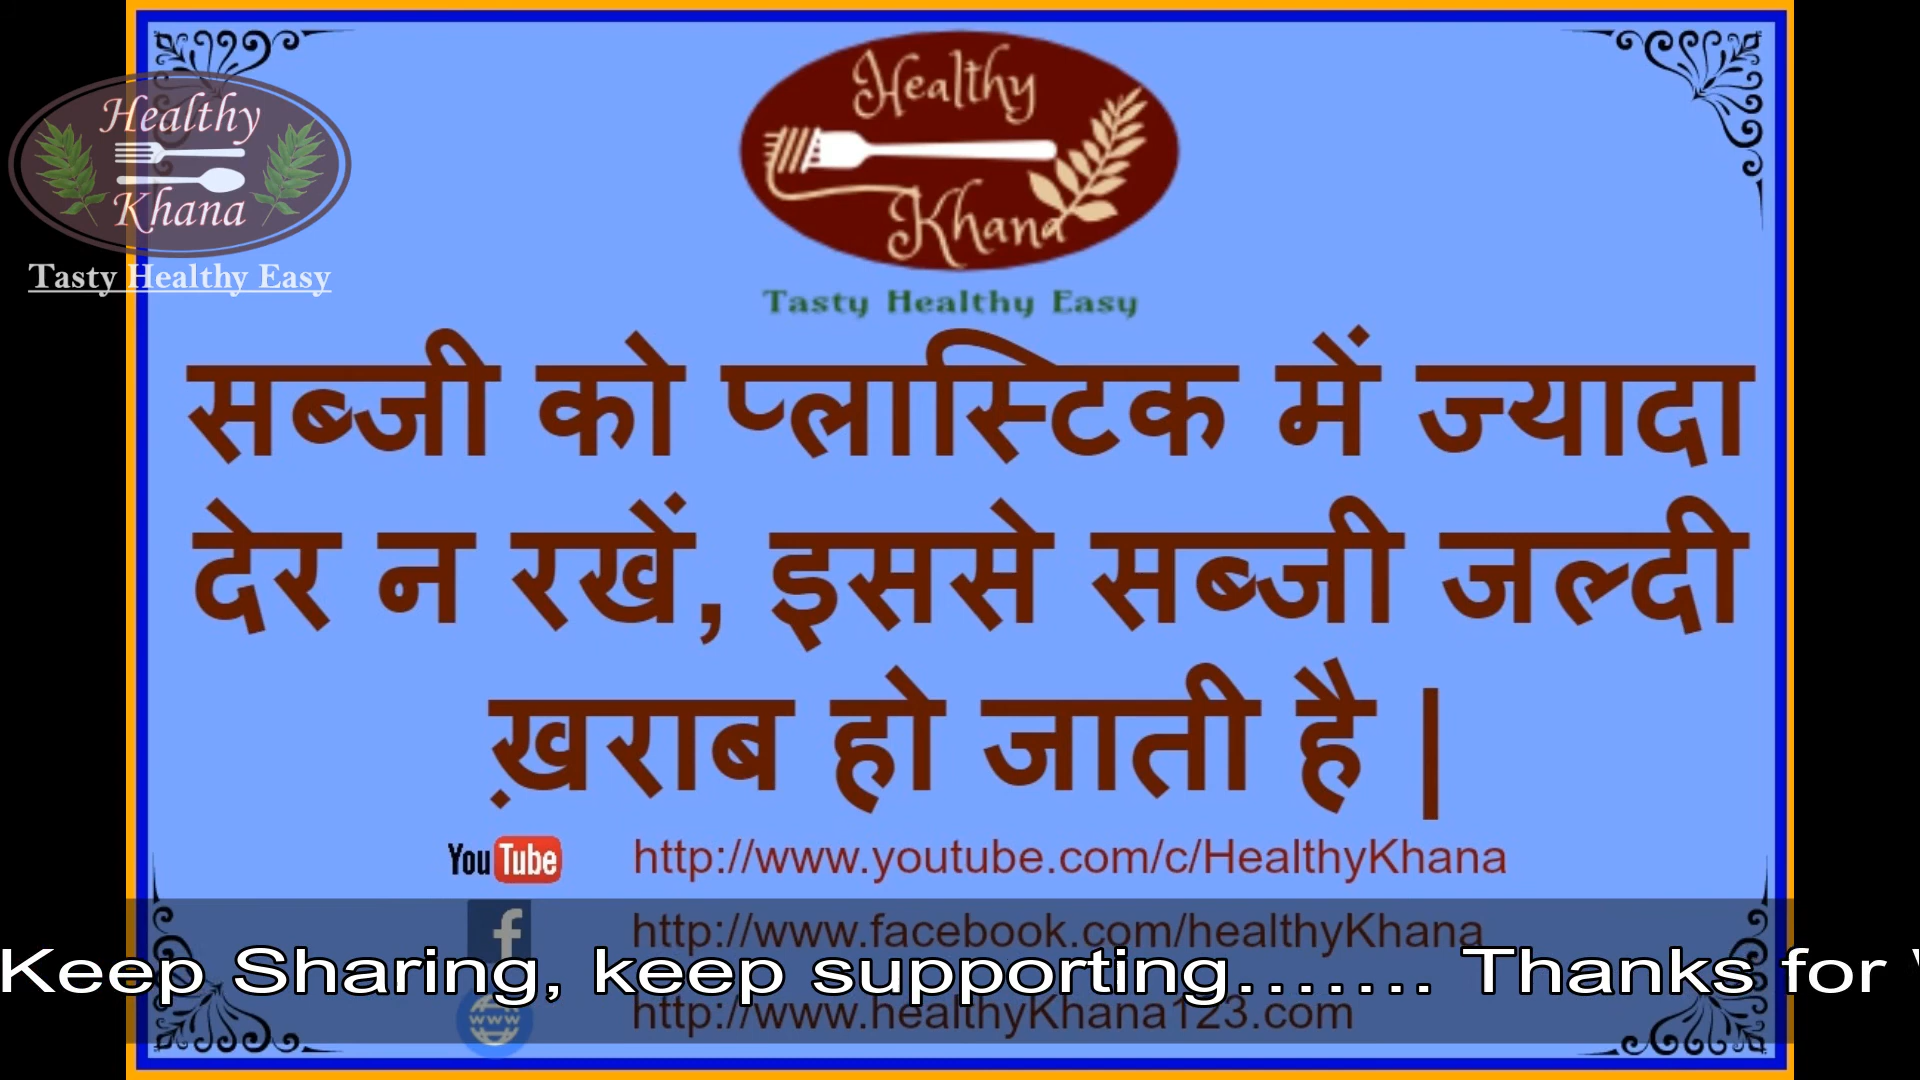 Healthy
Khana
Tasty Healthy Easy
Healthy
Khana
Tasty Healthy Easy
सब्जी को प्लास्टिक में ज्यादा
देर न रखें, इससे सब्जी जल्दी
ख़राब हो जाती है |
YouTube http://www.youtube.com/c/HealthyKhana
f http://www.facebook.com/healthyKhana
Keep Sharing, keep supporting....... Thanks for
www http://www.healthyKhana123.com